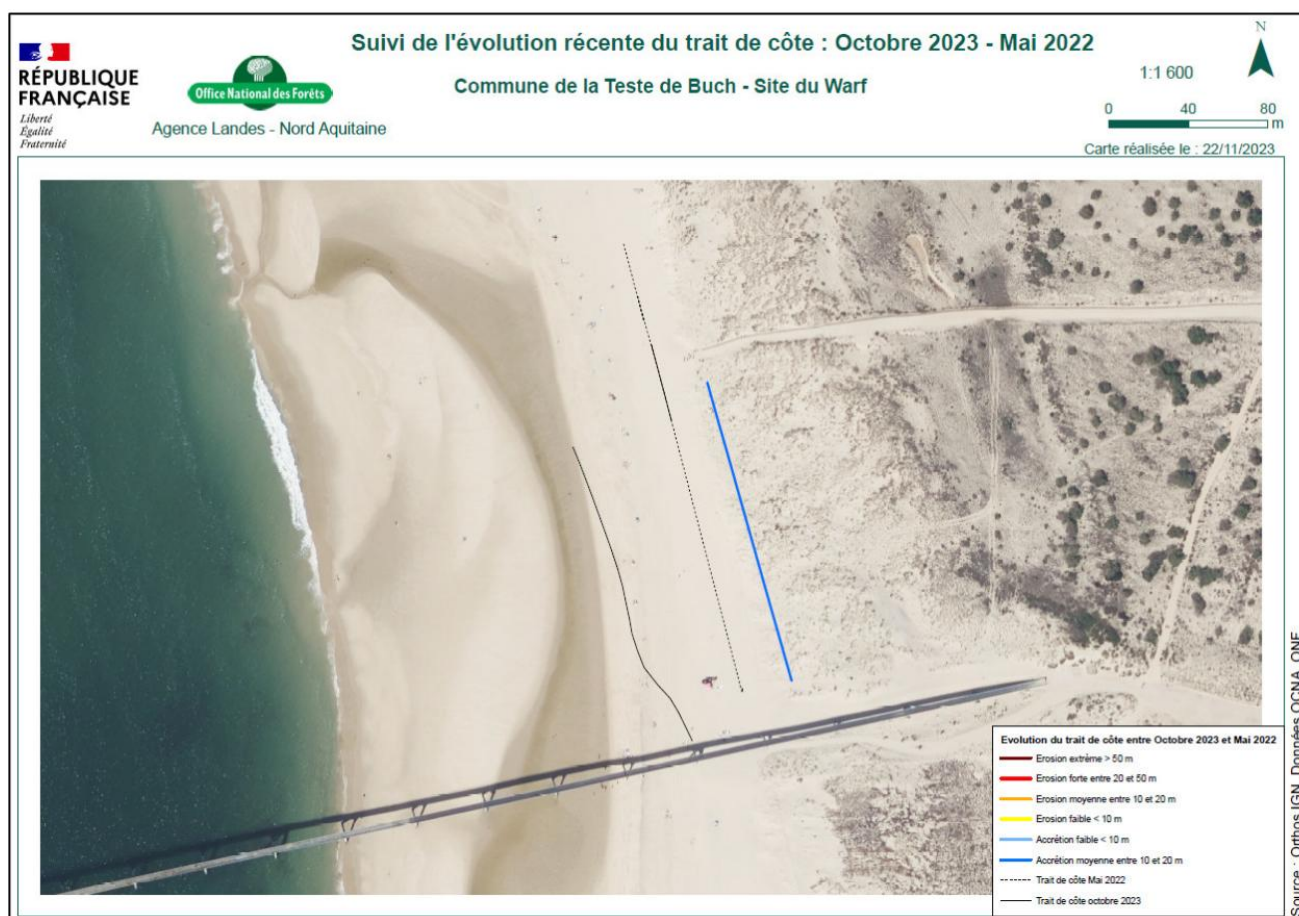 RÉPUBLIQUE
FRANÇAISE
Liberté
Égalité
Fraternité
Office National des Forêts
Agence Landes - Nord Aquitaine
Suivi de l'évolution récente du trait de côte : Octobre 2023 - Mai 2022
Commune de la Teste de Buch - Site du Warf
N
1:1 600
0 40 80
m
Carte réalisée le : 22/11/2023
Evolution du trait de côte entre Octobre 2023 et Mai 2022
Erosion extrême > 50 m
Erosion forte entre 20 et 50 m
Erosion moyenne entre 10 et 20 m
Erosion faible < 10 m
Accrétion faible < 10 m
Accrétion moyenne entre 10 et 20 m
Trait de côte Mai 2022
Trait de côte octobre 2023
Source : Orthos IGN, Données OCNA, ONF